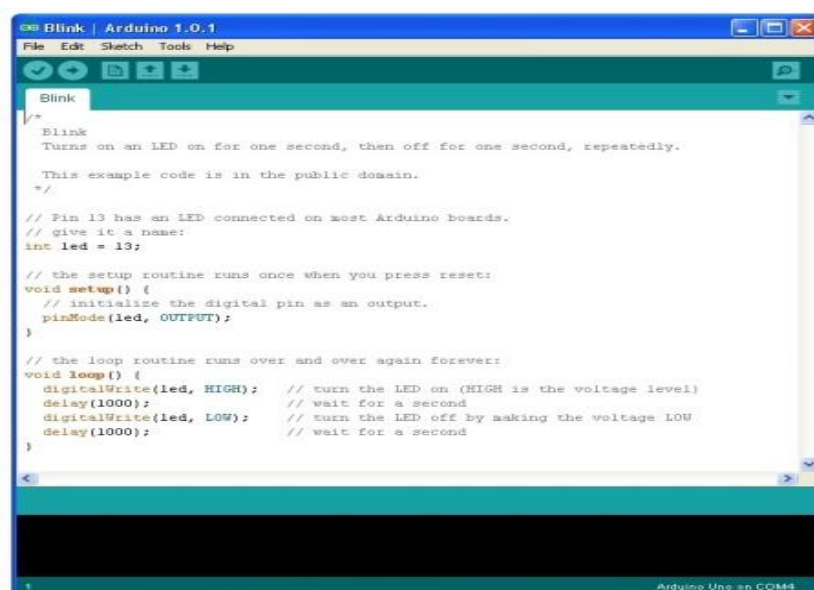 Blink | Arduino 1.0.1
File Edit Sketch Tools Help
Blink
/*
  Blink
  Turns on an LED on for one second, then off for one second, repeatedly.

  This example code is in the public domain.
 */

// Pin 13 has an LED connected on most Arduino boards.
// give it a name:
int led = 13;

// the setup routine runs once when you press reset:
void setup() {
  // initialize the digital pin as an output.
  pinMode(led, OUTPUT);
}

// the loop routine runs over and over again forever:
void loop() {
  digitalWrite(led, HIGH);   // turn the LED on (HIGH is the voltage level)
  delay(1000);               // wait for a second
  digitalWrite(led, LOW);    // turn the LED off by making the voltage LOW
  delay(1000);               // wait for a second
}
1 Arduino Uno on COM4